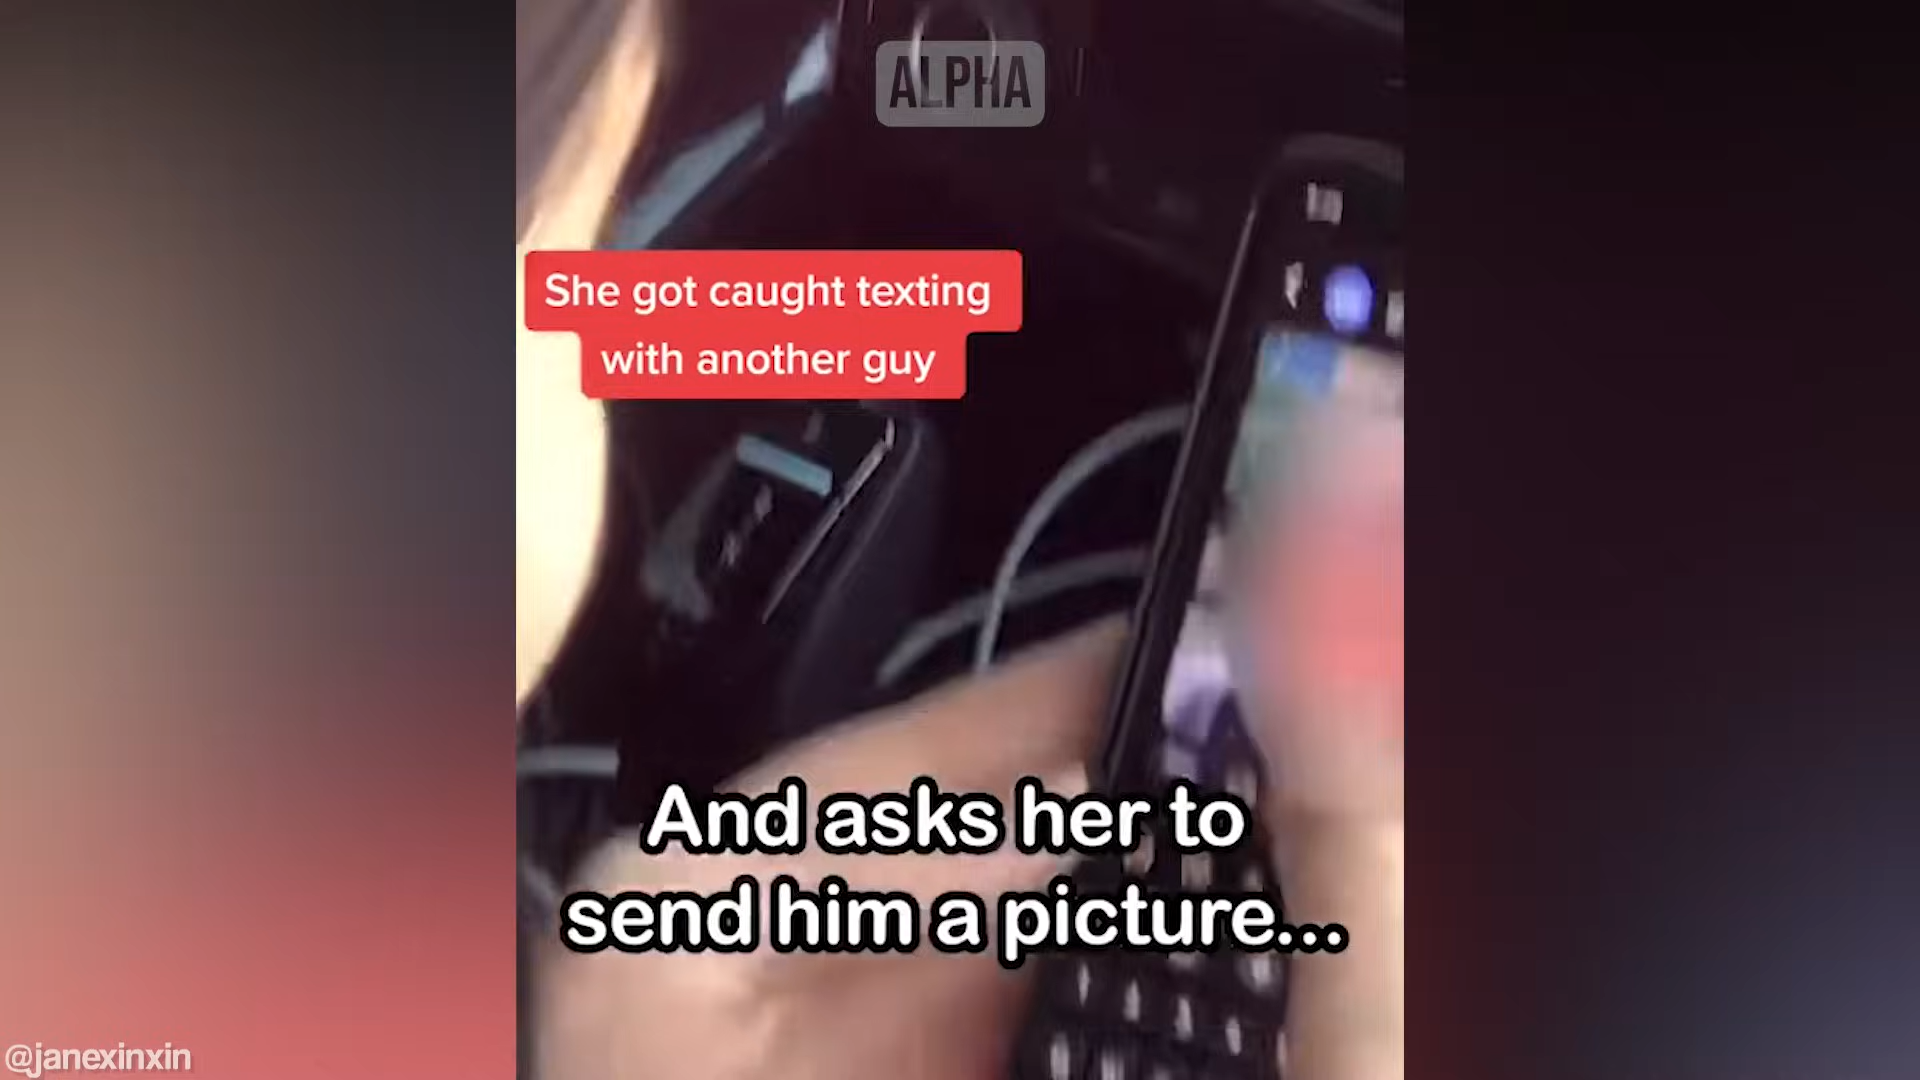 ALPHA
She got caught texting
with another guy
And asks her to
send him a picture...
@janexinxin